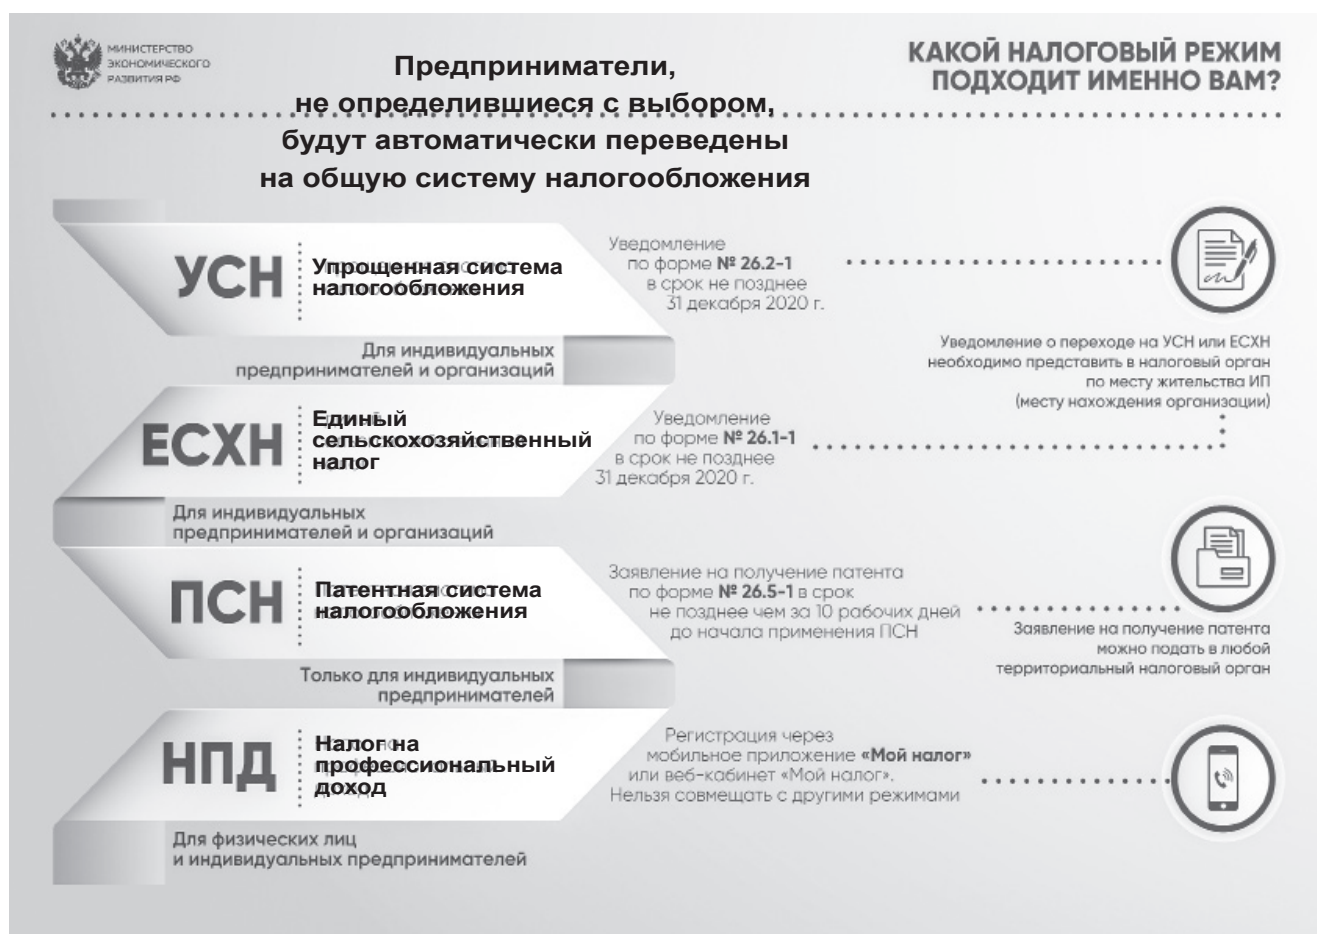 МИНИСТЕРСТВО
ЭКОНОМИЧЕСКОГО
РАЗВИТИЯ РФ
Предприниматели,
не определившиеся с выбором,
будут автоматически переведены
на общую систему налогообложения
КАКОЙ НАЛОГОВЫЙ РЕЖИМ
ПОДХОДИТ ИМЕННО ВАМ?
УСН
Упрощенная система
налогообложения
Уведомление
по форме № 26.2-1
в срок не позднее
31 декабря 2020 г.
Для индивидуальных
предпринимателей и организаций
Уведомление о переходе на УСН или ЕСХН
необходимо представить в налоговый орган
по месту жительства ИП
(месту нахождения организации)
ЕСХН
Единый
сельскохозяйственный
налог
Уведомление
по форме № 26.1-1
в срок не позднее
31 декабря 2020 г.
Для индивидуальных
предпринимателей и организаций
ПСН
Патентная система
налогообложения
Заявление на получение патента
по форме № 26.5-1 в срок
не позднее чем за 10 рабочих дней
до начала применения ПСН
Заявление на получение патента
можно подать в любой
территориальный налоговый орган
Только для индивидуальных
предпринимателей
НПД
Налог на
профессиональный
доход
Регистрация через
мобильное приложение «Мой налог»
или веб-кабинет «Мой налог».
Нельзя совмещать с другими режимами
Для физических лиц
и индивидуальных предпринимателей